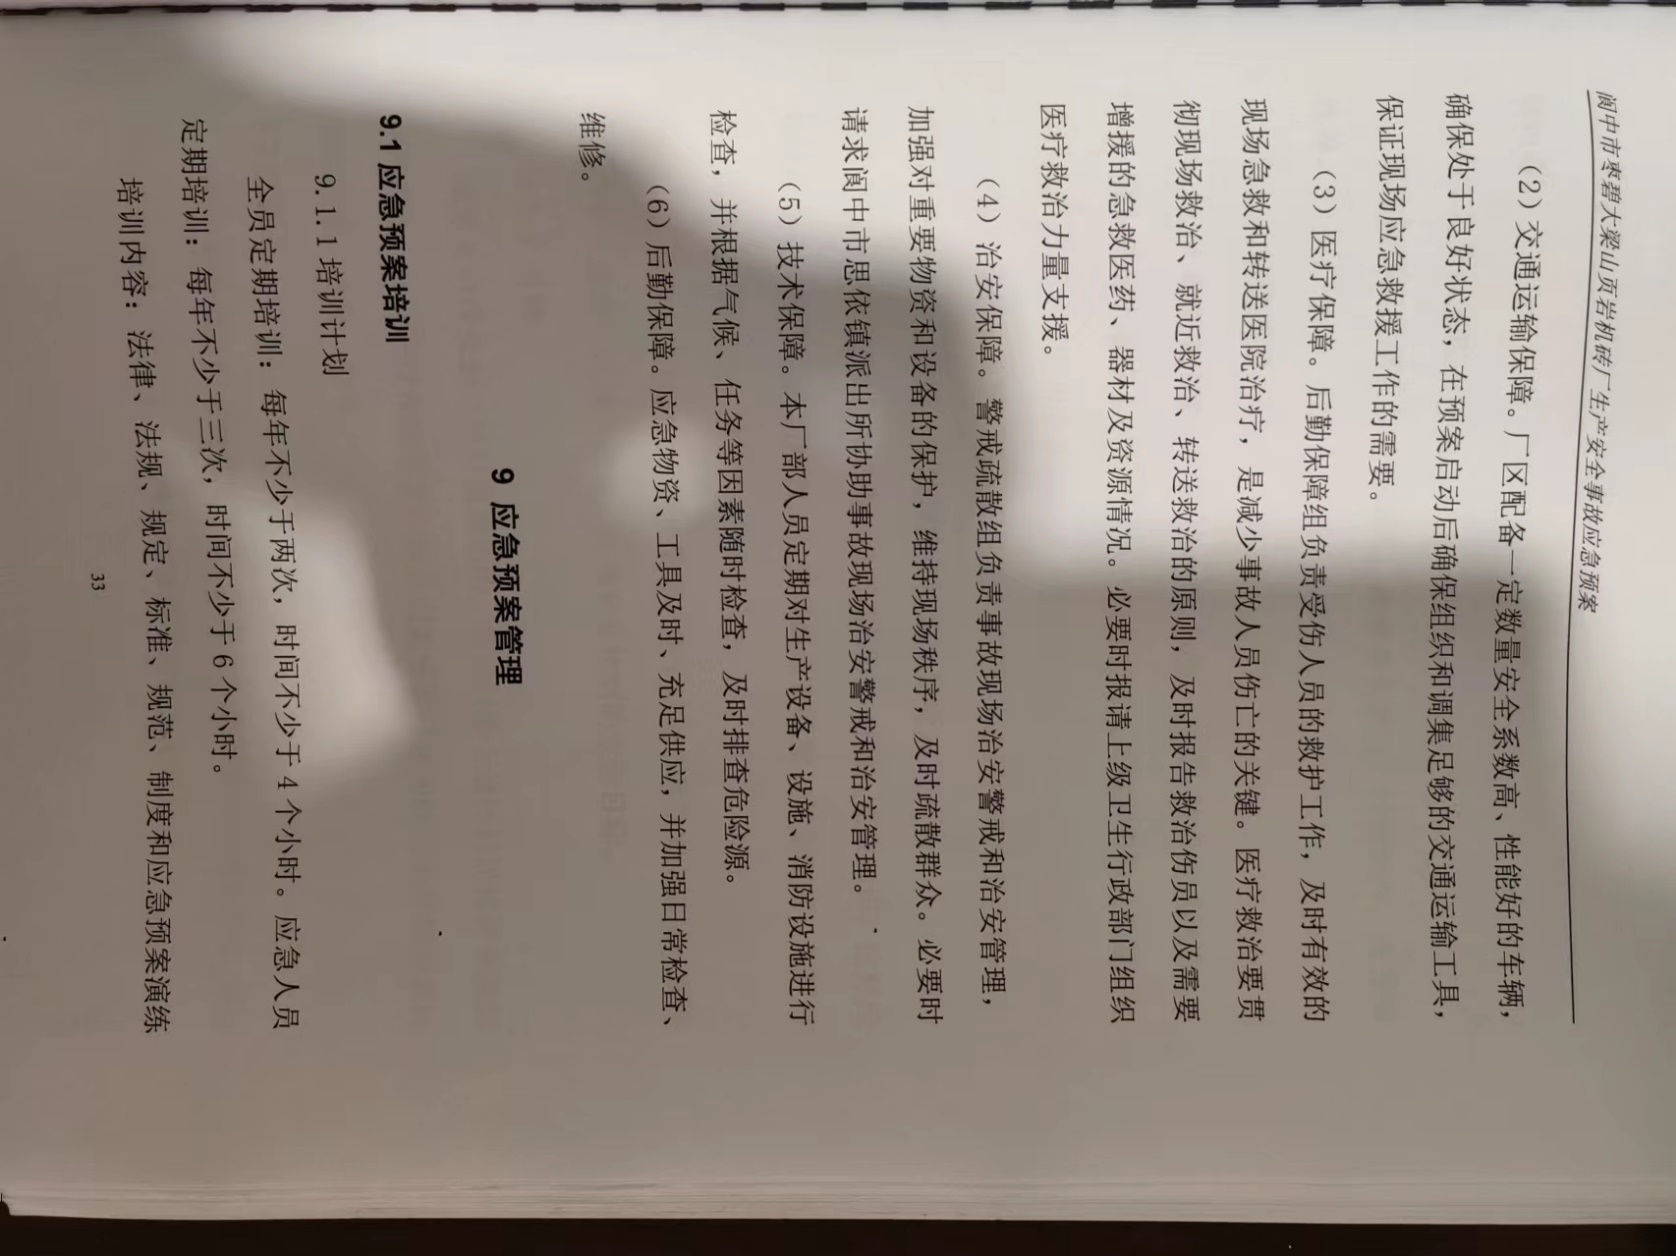 阆中市枣碧大梁山页岩机砖厂生产安全事故应急预案
（2）交通运输保障。厂区配备一定数量安全系数高、性能好的车辆，
确保处于良好状态，在预案启动后确保组织和调集足够的交通运输工具，
保证现场应急救援工作的需要。
（3）医疗保障。后勤保障组负责受伤人员的救护工作，及时有效的
现场急救和转送医院治疗，是减少事故人员伤亡的关键。医疗救治要贯
彻现场救治、就近救治、转送救治的原则，及时报告救治伤员以及需要
增援的急救医药、器材及资源情况。必要时报请上级卫生行政部门组织
医疗救治力量支援。
（4）治安保障。警戒疏散组负责事故现场治安警戒和治安管理，
加强对重要物资和设备的保护，维持现场秩序，及时疏散群众。必要时
请求阆中市思依镇派出所协助事故现场治安警戒和治安管理。
（5）技术保障。本厂部人员定期对生产设备、设施、消防设施进行
检查，并根据气候、任务等因素随时检查，及时排查危险源。
（6）后勤保障。应急物资、工具及时、充足供应，并加强日常检查、
维修。
9 应急预案管理
9.1 应急预案培训
9.1.1 培训计划
全员定期培训：每年不少于两次，时间不少于 4 个小时。应急人员
定期培训：每年不少于三次，时间不少于 6 个小时。
培训内容：法律、法规、规定、标准、规范、制度和应急预案演练
33